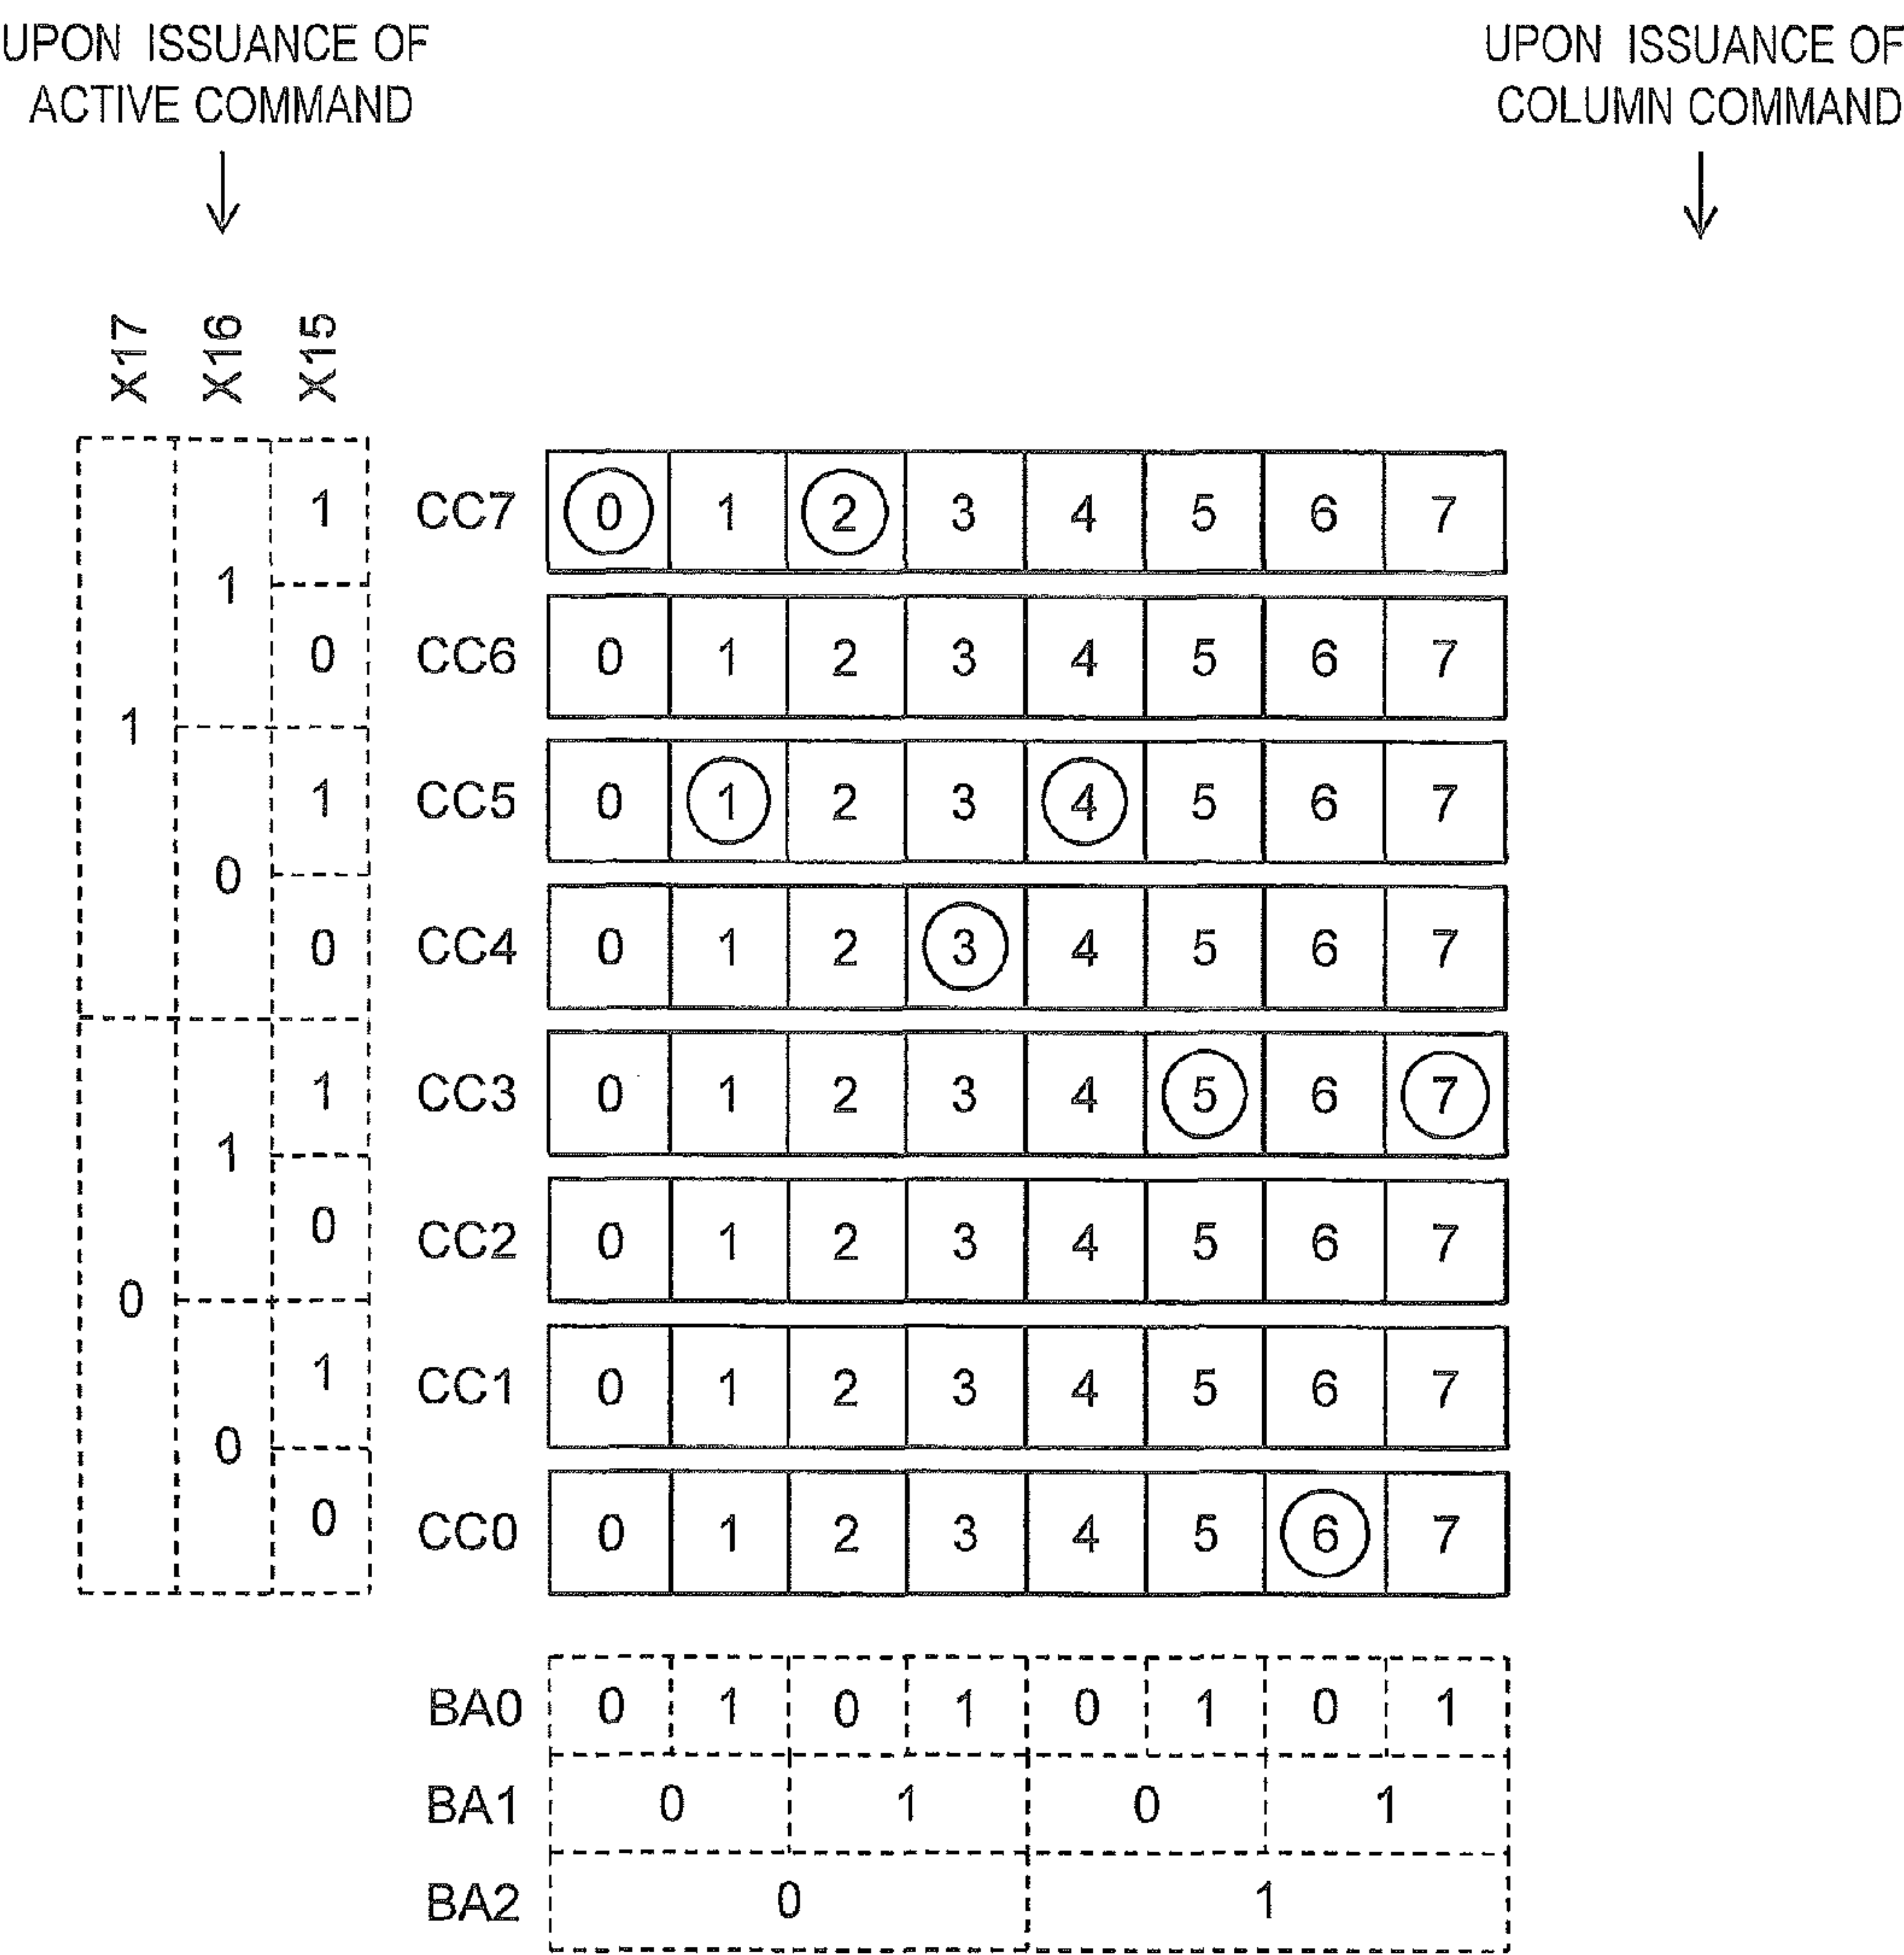 UPON ISSUANCE OF
ACTIVE COMMAND
UPON ISSUANCE OF
COLUMN COMMAND
X17 X16 X15
1 1 1 CC7 0 1 2 3 4 5 6 7
0 CC6 0 1 2 3 4 5 6 7
0 1 CC5 0 1 2 3 4 5 6 7
0 CC4 0 1 2 3 4 5 6 7
0 1 1 CC3 0 1 2 3 4 5 6 7
0 CC2 0 1 2 3 4 5 6 7
0 1 CC1 0 1 2 3 4 5 6 7
0 CC0 0 1 2 3 4 5 6 7
BA0 0 1 0 1 0 1 0 1
BA1 0 1 0 1
BA2 0 1